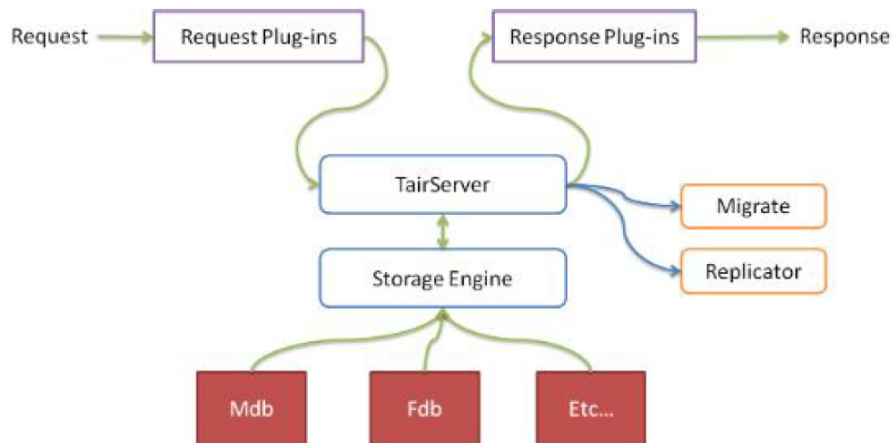 Request
Request Plug-ins
Response Plug-ins
Response
TairServer
Migrate
Storage Engine
Replicator
Mdb
Fdb
Etc...